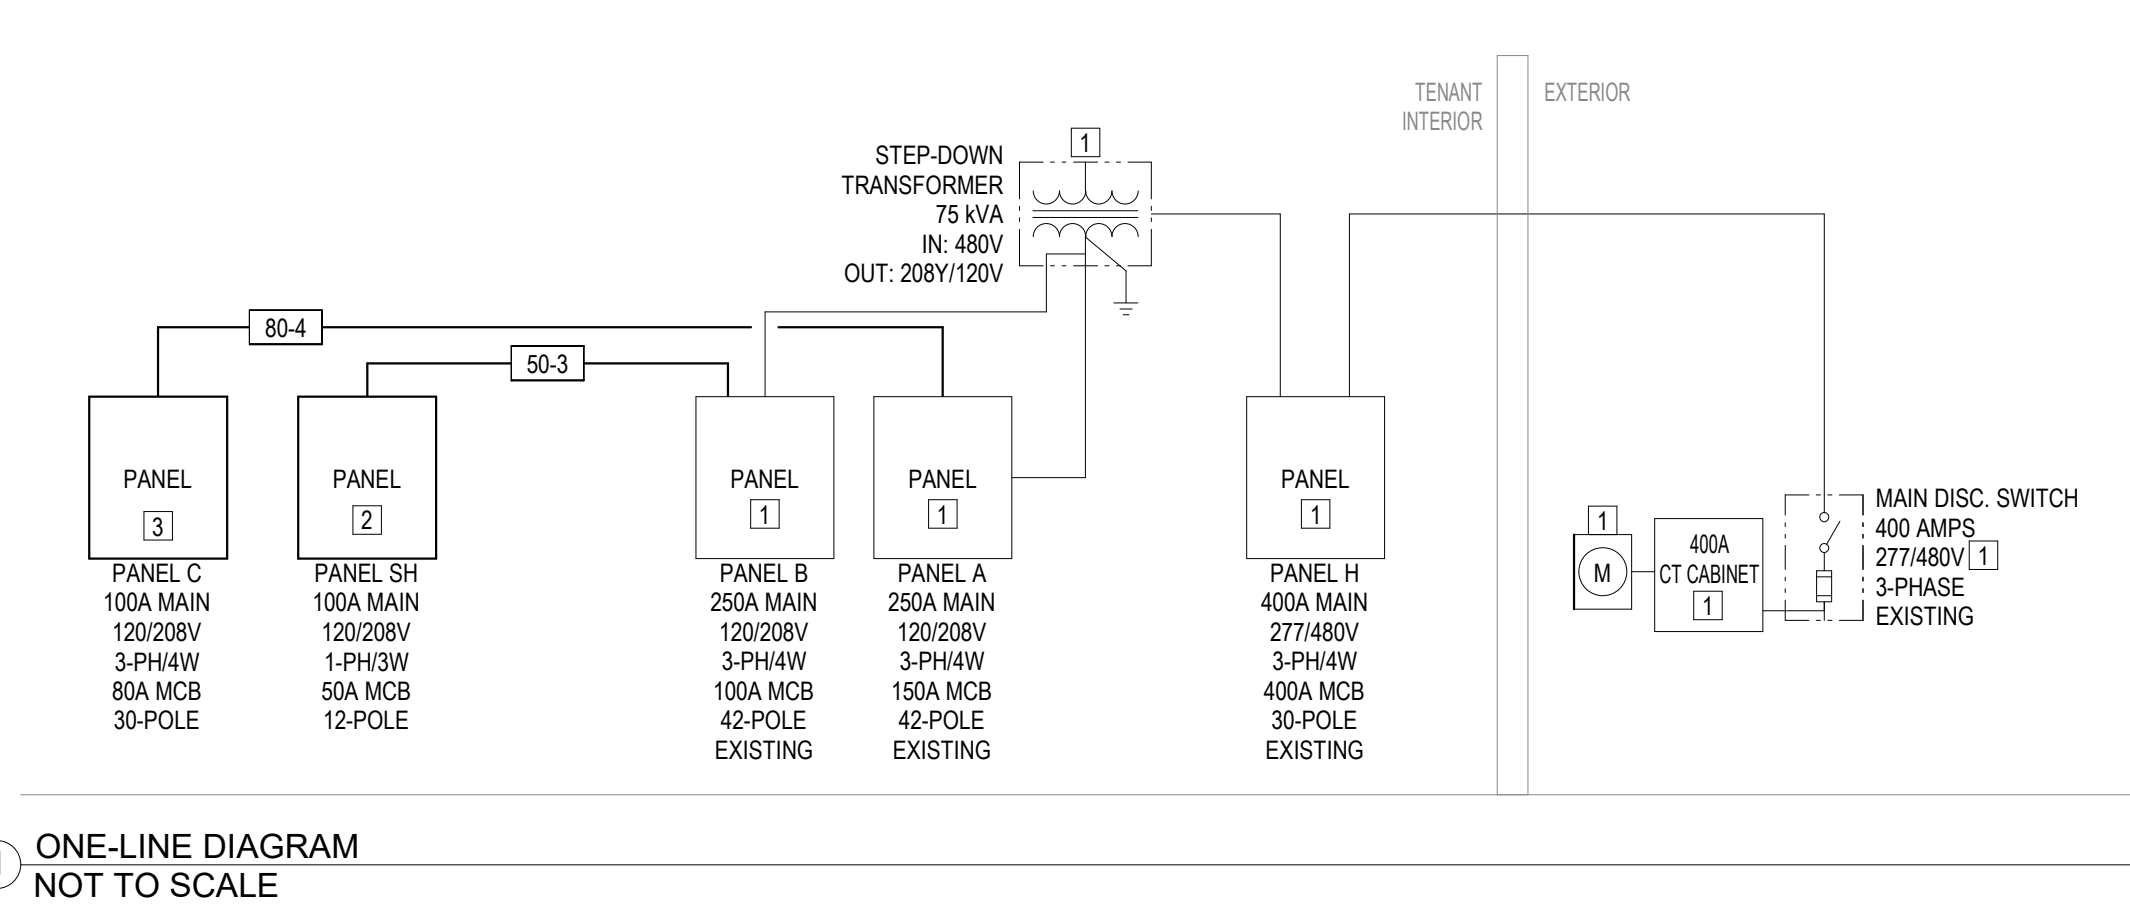 TENANT
INTERIOR
EXTERIOR
1
STEP-DOWN
TRANSFORMER
75 kVA
IN: 480V
OUT: 208Y/120V
80-4
50-3
PANEL
3
PANEL C
100A MAIN
120/208V
3-PH/4W
80A MCB
30-POLE
PANEL
2
PANEL SH
100A MAIN
120/208V
1-PH/3W
50A MCB
12-POLE
PANEL
1
PANEL B
250A MAIN
120/208V
3-PH/4W
100A MCB
42-POLE
EXISTING
PANEL
1
PANEL A
250A MAIN
120/208V
3-PH/4W
150A MCB
42-POLE
EXISTING
PANEL
1
PANEL H
400A MAIN
277/480V
3-PH/4W
400A MCB
30-POLE
EXISTING
1
M
400A
CT CABINET
1
MAIN DISC. SWITCH
400 AMPS
277/480V 1
3-PHASE
EXISTING
ONE-LINE DIAGRAM
NOT TO SCALE